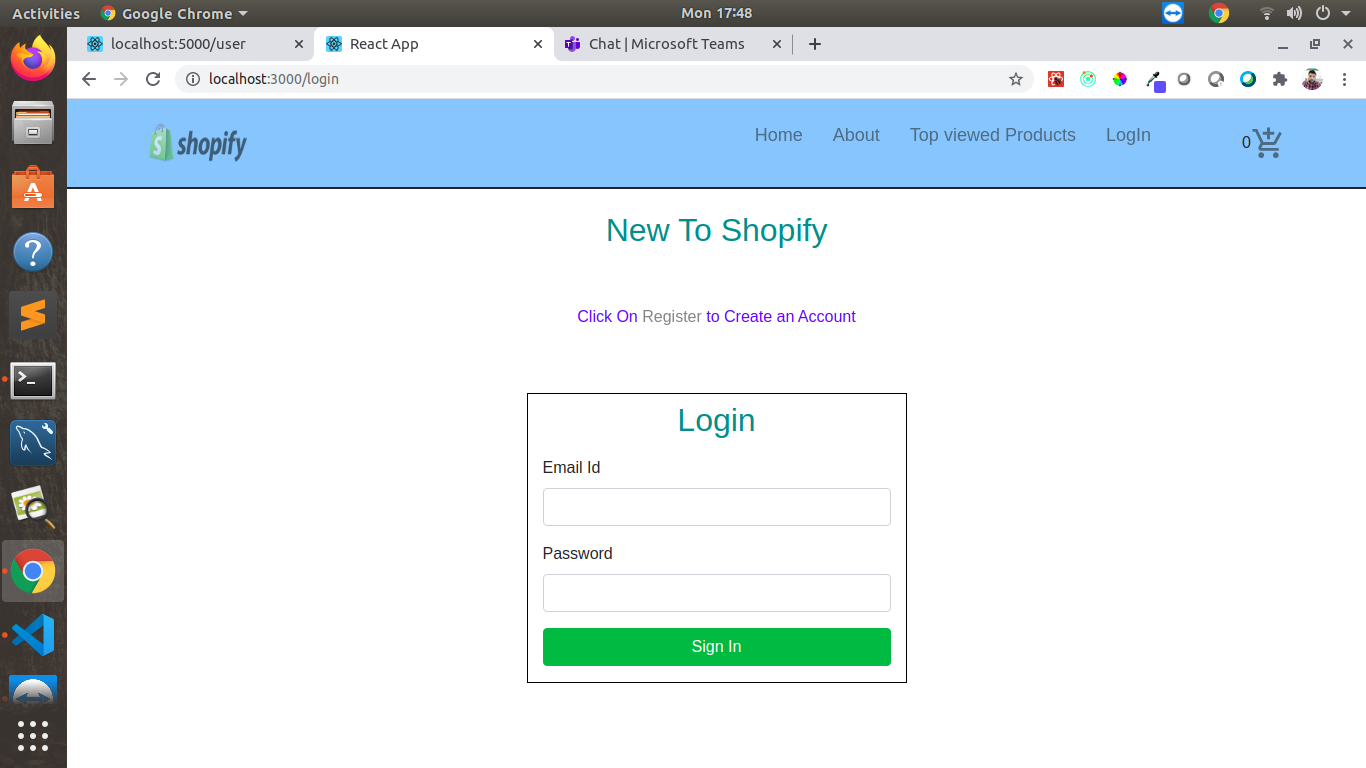 Activities Google Chrome Mon 17:48
localhost:5000/user React App Chat | Microsoft Teams
localhost:3000/login
shopify Home About Top viewed Products LogIn 0
New To Shopify
Click On Register to Create an Account
Login
Email Id
Password
Sign In